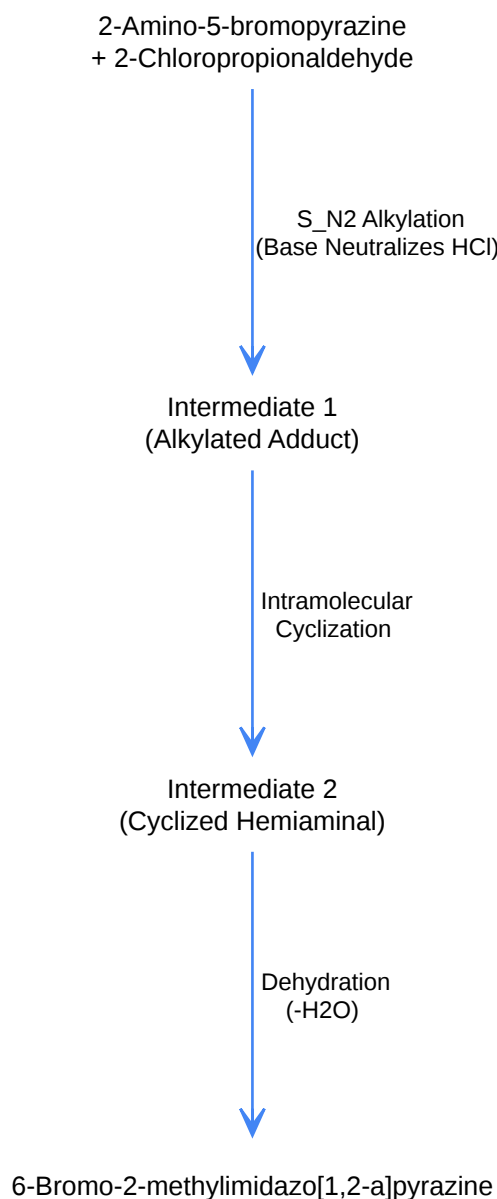 2-Amino-5-bromopyrazine
+ 2-Chloropropionaldehyde
S_N2 Alkylation
(Base Neutralizes HCl)
Intermediate 1
(Alkylated Adduct)
Intramolecular
Cyclization
Intermediate 2
(Cyclized Hemiaminal)
Dehydration
(-H2O)
6-Bromo-2-methylimidazo[1,2-a]pyrazine